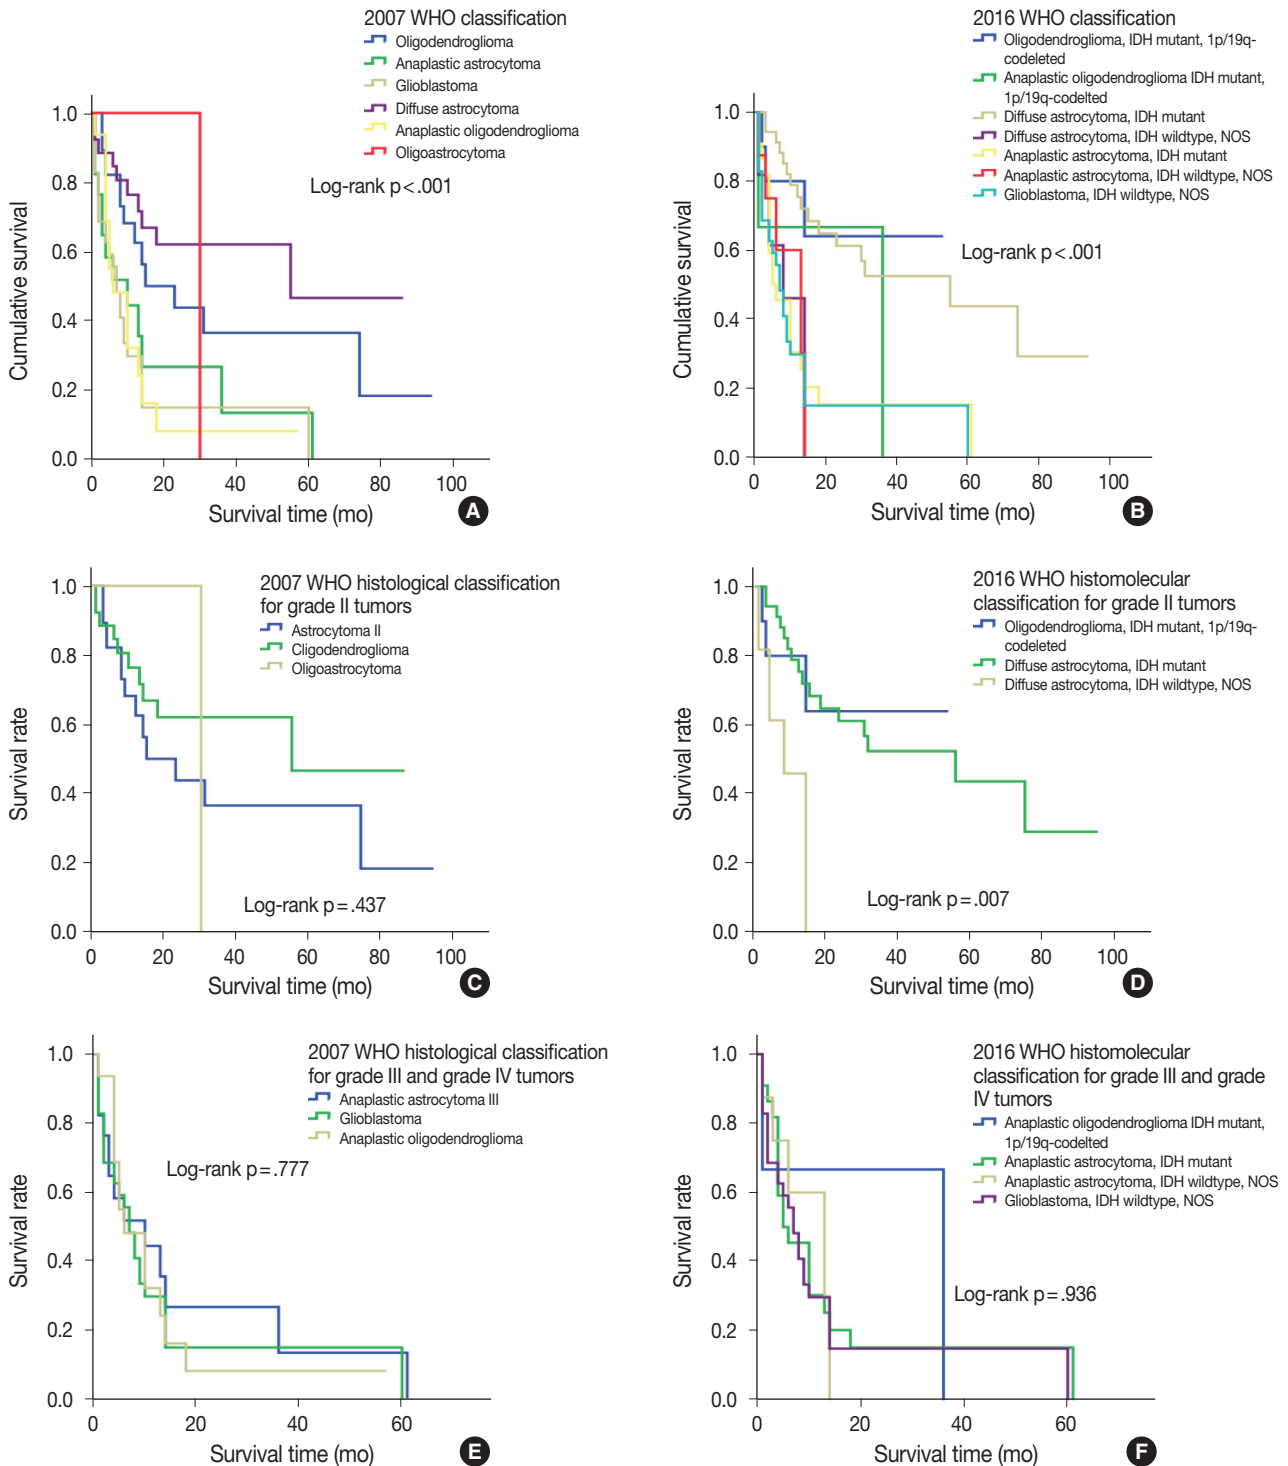 2007 WHO classification
Oligodendroglioma
Anaplastic astrocytoma
Glioblastoma
Diffuse astrocytoma
Anaplastic oligodendroglioma
Oligoastrocytoma
Log-rank p<.001
Cumulative survival
1.0
0.8
0.6
0.4
0.2
0.0
0 20 40 60 80 100
Survival time (mo)
A
2016 WHO classification
Oligodendroglioma, IDH mutant, 1p/19q-
codeleted
Anaplastic oligodendroglioma IDH mutant,
1p/19q-codelted
Diffuse astrocytoma, IDH mutant
Diffuse astrocytoma, IDH wildtype, NOS
Anaplastic astrocytoma, IDH mutant
Anaplastic astrocytoma, IDH wildtype, NOS
Glioblastoma, IDH wildtype, NOS
Log-rank p<.001
Cumulative survival
1.0
0.8
0.6
0.4
0.2
0.0
0 20 40 60 80 100
Survival time (mo)
B
2007 WHO histological classification
for grade II tumors
Astrocytoma II
Cligodendroglioma
Oligoastrocytoma
Log-rank p=.437
Survival rate
1.0
0.8
0.6
0.4
0.2
0.0
0 20 40 60 80 100
Survival time (mo)
C
2016 WHO histomolecular
classification for grade II tumors
Oligodendroglioma, IDH mutant, 1p/19q-
codeleted
Diffuse astrocytoma, IDH mutant
Diffuse astrocytoma, IDH wildtype, NOS
Log-rank p=.007
Survival rate
1.0
0.8
0.6
0.4
0.2
0.0
0 20 40 60 80 100
Survival time (mo)
D
2007 WHO histological classification
for grade III and grade IV tumors
Anaplastic astrocytoma III
Glioblastoma
Anaplastic oligodendroglioma
Log-rank p=.777
Survival rate
1.0
0.8
0.6
0.4
0.2
0.0
0 20 40 60
Survival time (mo)
E
2016 WHO histomolecular
classification for grade III and grade
IV tumors
Anaplastic oligodendroglioma IDH mutant,
1p/19q-codelted
Anaplastic astrocytoma, IDH mutant
Anaplastic astrocytoma, IDH wildtype, NOS
Glioblastoma, IDH wildtype, NOS
Log-rank p=.936
Survival rate
1.0
0.8
0.6
0.4
0.2
0.0
0 20 40 60
Survival time (mo)
F